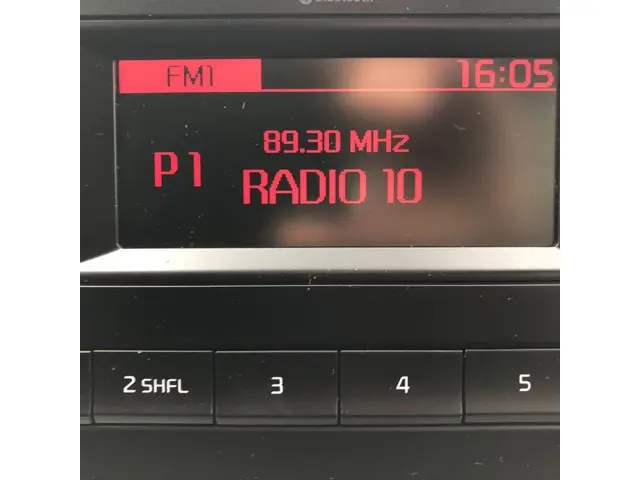 FM1 16:05
89.30 MHz
P1 RADIO 10
2 SHFL 3 4 5